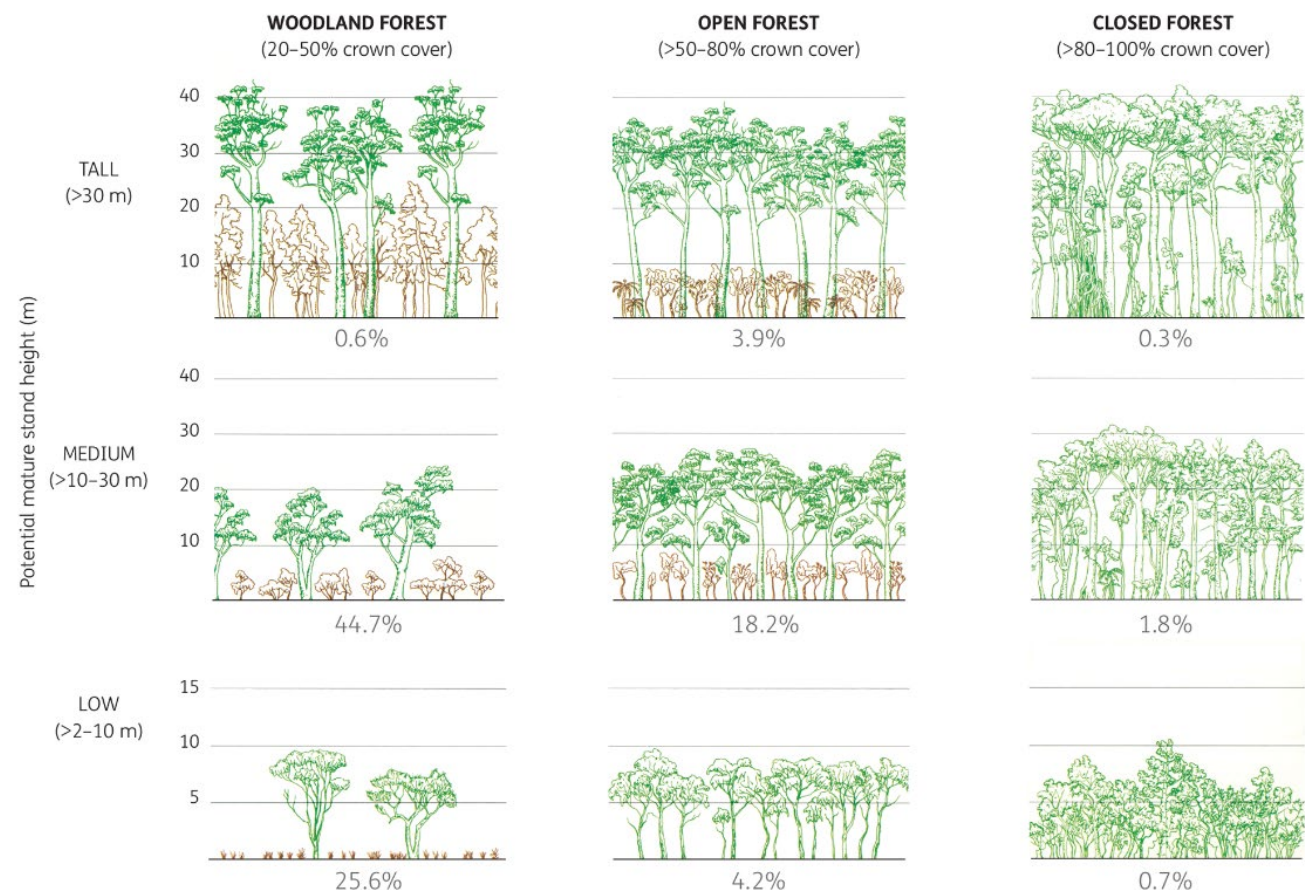 WOODLAND FOREST
(20–50% crown cover)
OPEN FOREST
(>50–80% crown cover)
CLOSED FOREST
(>80–100% crown cover)
Potential mature stand height (m)
TALL
(>30 m)
40
30
20
10
0.6%
3.9%
0.3%
MEDIUM
(>10–30 m)
40
30
20
10
44.7%
18.2%
1.8%
LOW
(>2–10 m)
15
10
5
25.6%
4.2%
0.7%